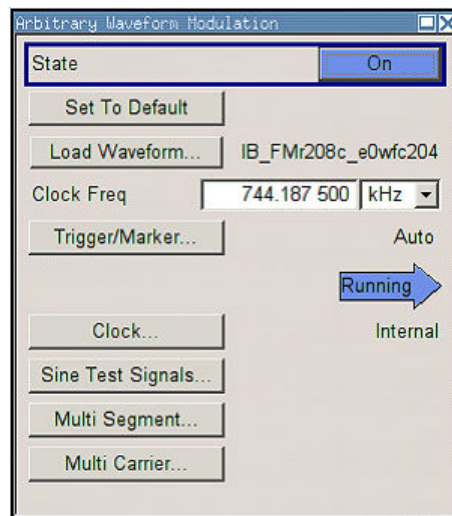 Arbitrary Waveform Modulation
State On
Set To Default
Load Waveform... IB_FMr208c_e0wfc204
Clock Freq 744.187 500 kHz
Trigger/Marker... Auto
Running
Clock... Internal
Sine Test Signals...
Multi Segment...
Multi Carrier...